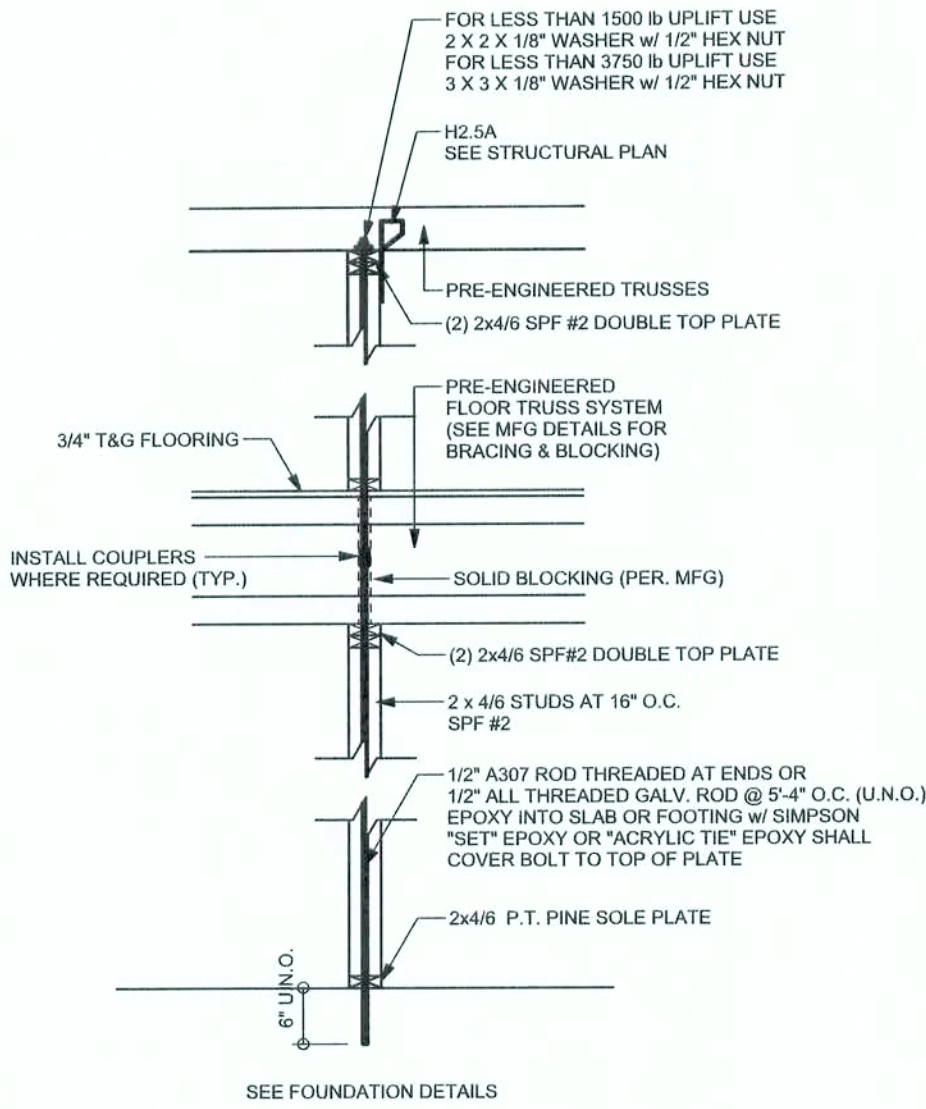 FOR LESS THAN 1500 lb UPLIFT USE
2 X 2 X 1/8" WASHER w/ 1/2" HEX NUT
FOR LESS THAN 3750 lb UPLIFT USE
3 X 3 X 1/8" WASHER w/ 1/2" HEX NUT
H2.5A
SEE STRUCTURAL PLAN
PRE-ENGINEERED TRUSSES
(2) 2x4/6 SPF #2 DOUBLE TOP PLATE
PRE-ENGINEERED
FLOOR TRUSS SYSTEM
(SEE MFG DETAILS FOR
BRACING & BLOCKING)
3/4" T&G FLOORING
INSTALL COUPLERS
WHERE REQUIRED (TYP.)
SOLID BLOCKING (PER. MFG)
(2) 2x4/6 SPF#2 DOUBLE TOP PLATE
2 x 4/6 STUDS AT 16" O.C.
SPF #2
1/2" A307 ROD THREADED AT ENDS OR
1/2" ALL THREADED GALV. ROD @ 5'-4" O.C. (U.N.O.)
EPOXY INTO SLAB OR FOOTING w/ SIMPSON
"SET" EPOXY OR "ACRYLIC TIE" EPOXY SHALL
COVER BOLT TO TOP OF PLATE
2x4/6 P.T. PINE SOLE PLATE
6" U.N.O.
SEE FOUNDATION DETAILS